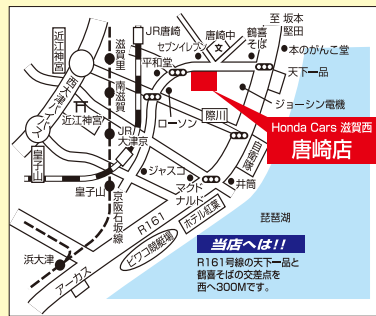 至 坂本
堅田
JR唐崎
唐崎中
文
鶴喜
そば
セブンイレブン
本のがんこ堂
平和堂
天下一品
近江神宮
滋賀里
西大津バイパス
南滋賀
近江神宮
ローソン
際川
ジョーシン電機
Honda Cars 滋賀西
唐崎店
JR
大津京
自衛隊
皇子山
ジャスコ
マクド
ナルド
井筒
皇子山
京阪石坂線
ホテル紅葉
琵琶湖
R161
ビワコ競艇場
浜大津
アーカス
当店へは!!
R161号線の天下一品と
鶴喜そばの交差点を
西へ300Mです。